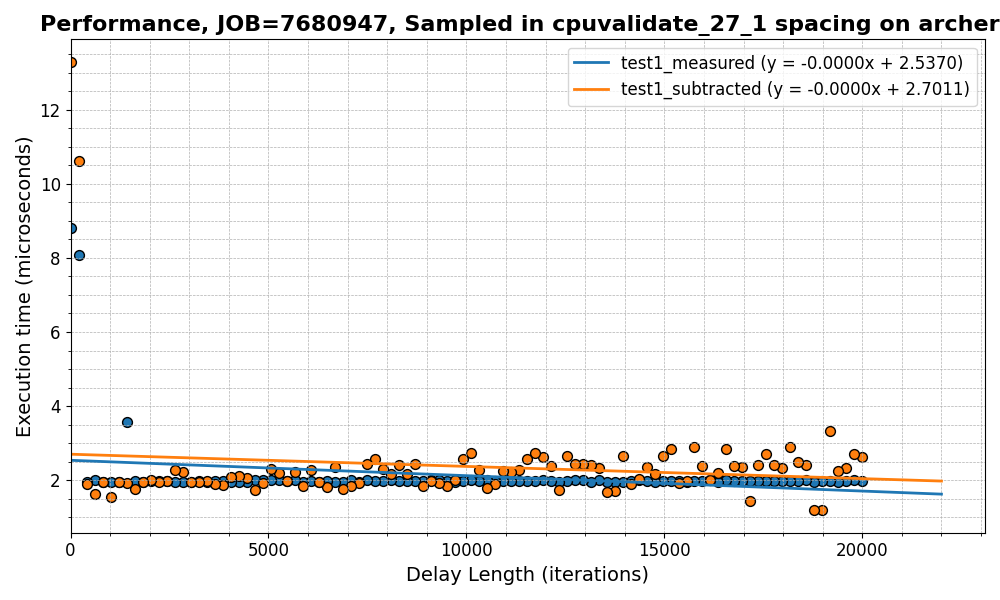 Performance, JOB=7680947, Sampled in cpuvalidate_27_1 spacing on archer
test1_measured (y = -0.0000x + 2.5370)
test1_subtracted (y = -0.0000x + 2.7011)
Execution time (microseconds)
12
10
8
6
4
2
0
5000
10000
15000
20000
Delay Length (iterations)